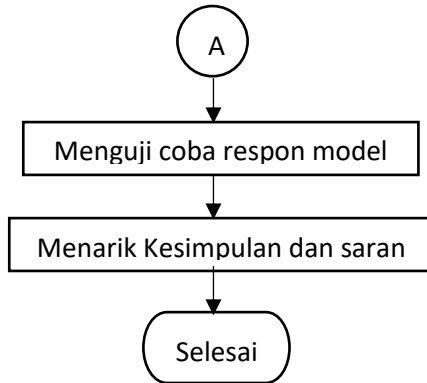 A
Menguji coba respon model
Menarik Kesimpulan dan saran
Selesai